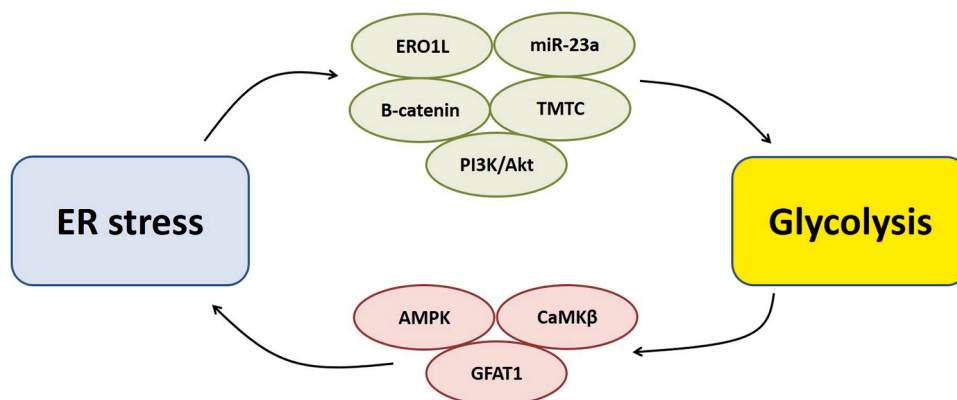 ERO1L
miR-23a
B-catenin
TMTC
PI3K/Akt
ER stress
Glycolysis
AMPK
CaMKβ
GFAT1